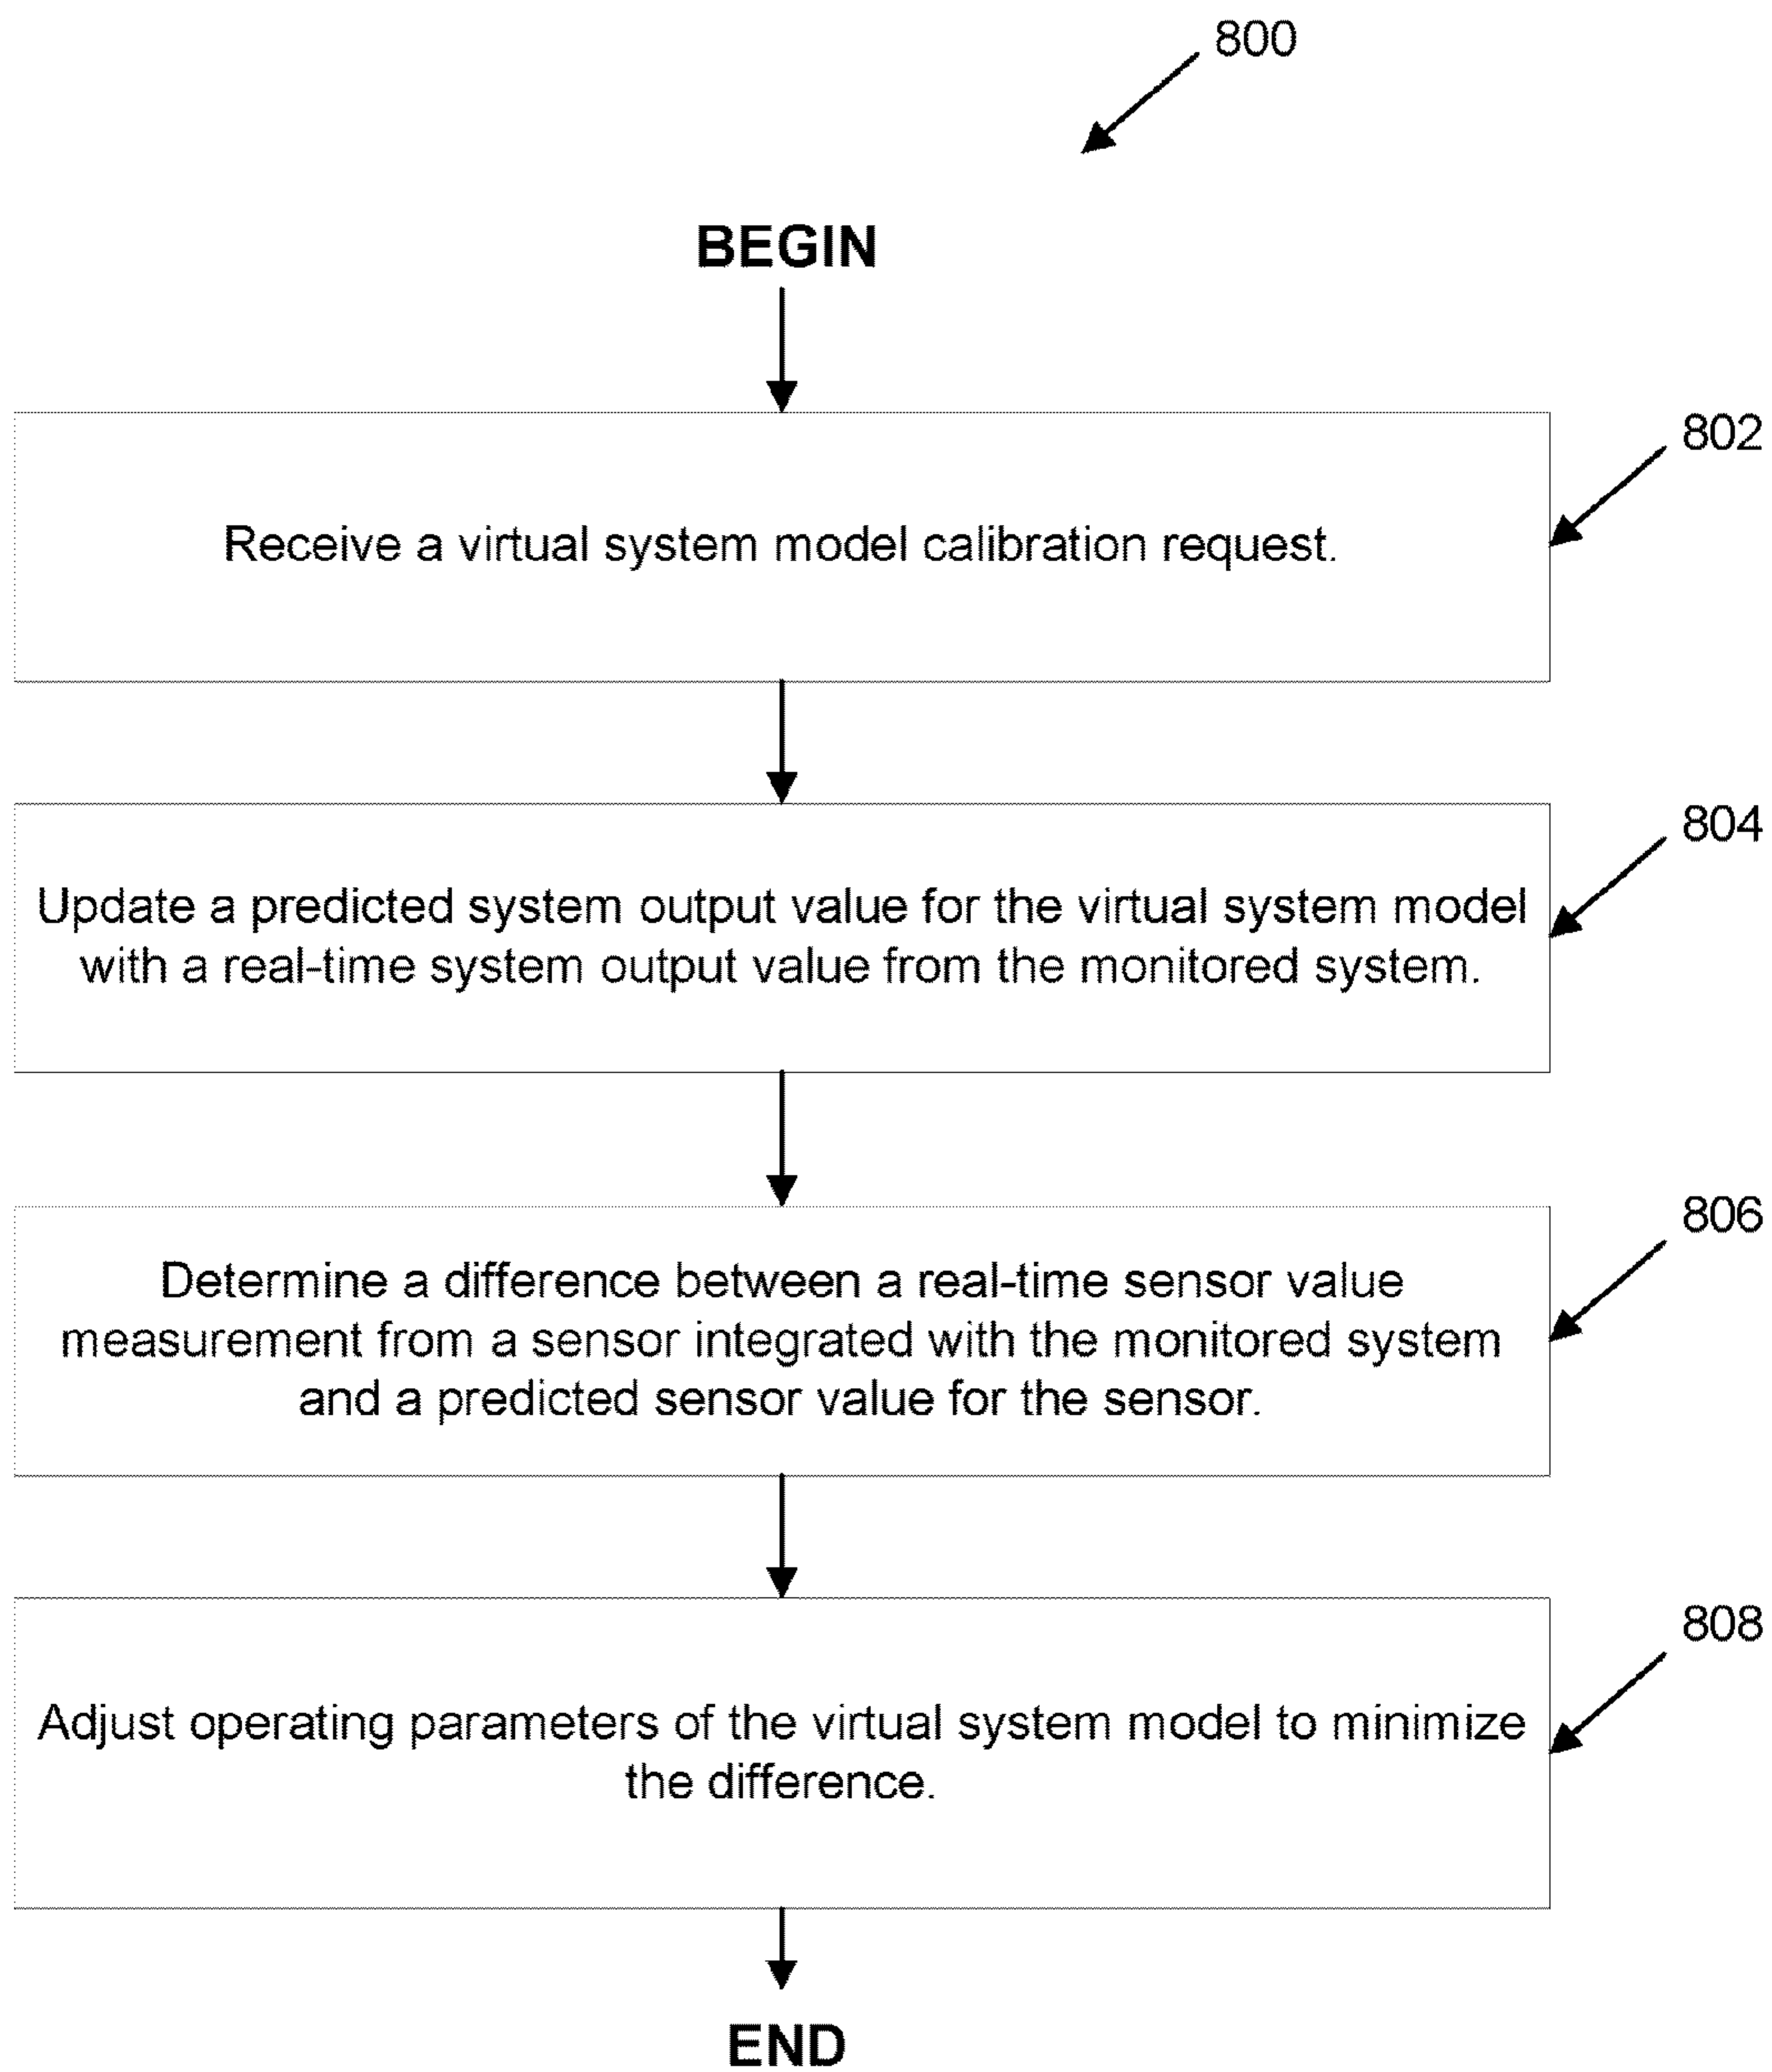 800
BEGIN
802
Receive a virtual system model calibration request.
804
Update a predicted system output value for the virtual system model
with a real-time system output value from the monitored system.
806
Determine a difference between a real-time sensor value
measurement from a sensor integrated with the monitored system
and a predicted sensor value for the sensor.
808
Adjust operating parameters of the virtual system model to minimize
the difference.
END